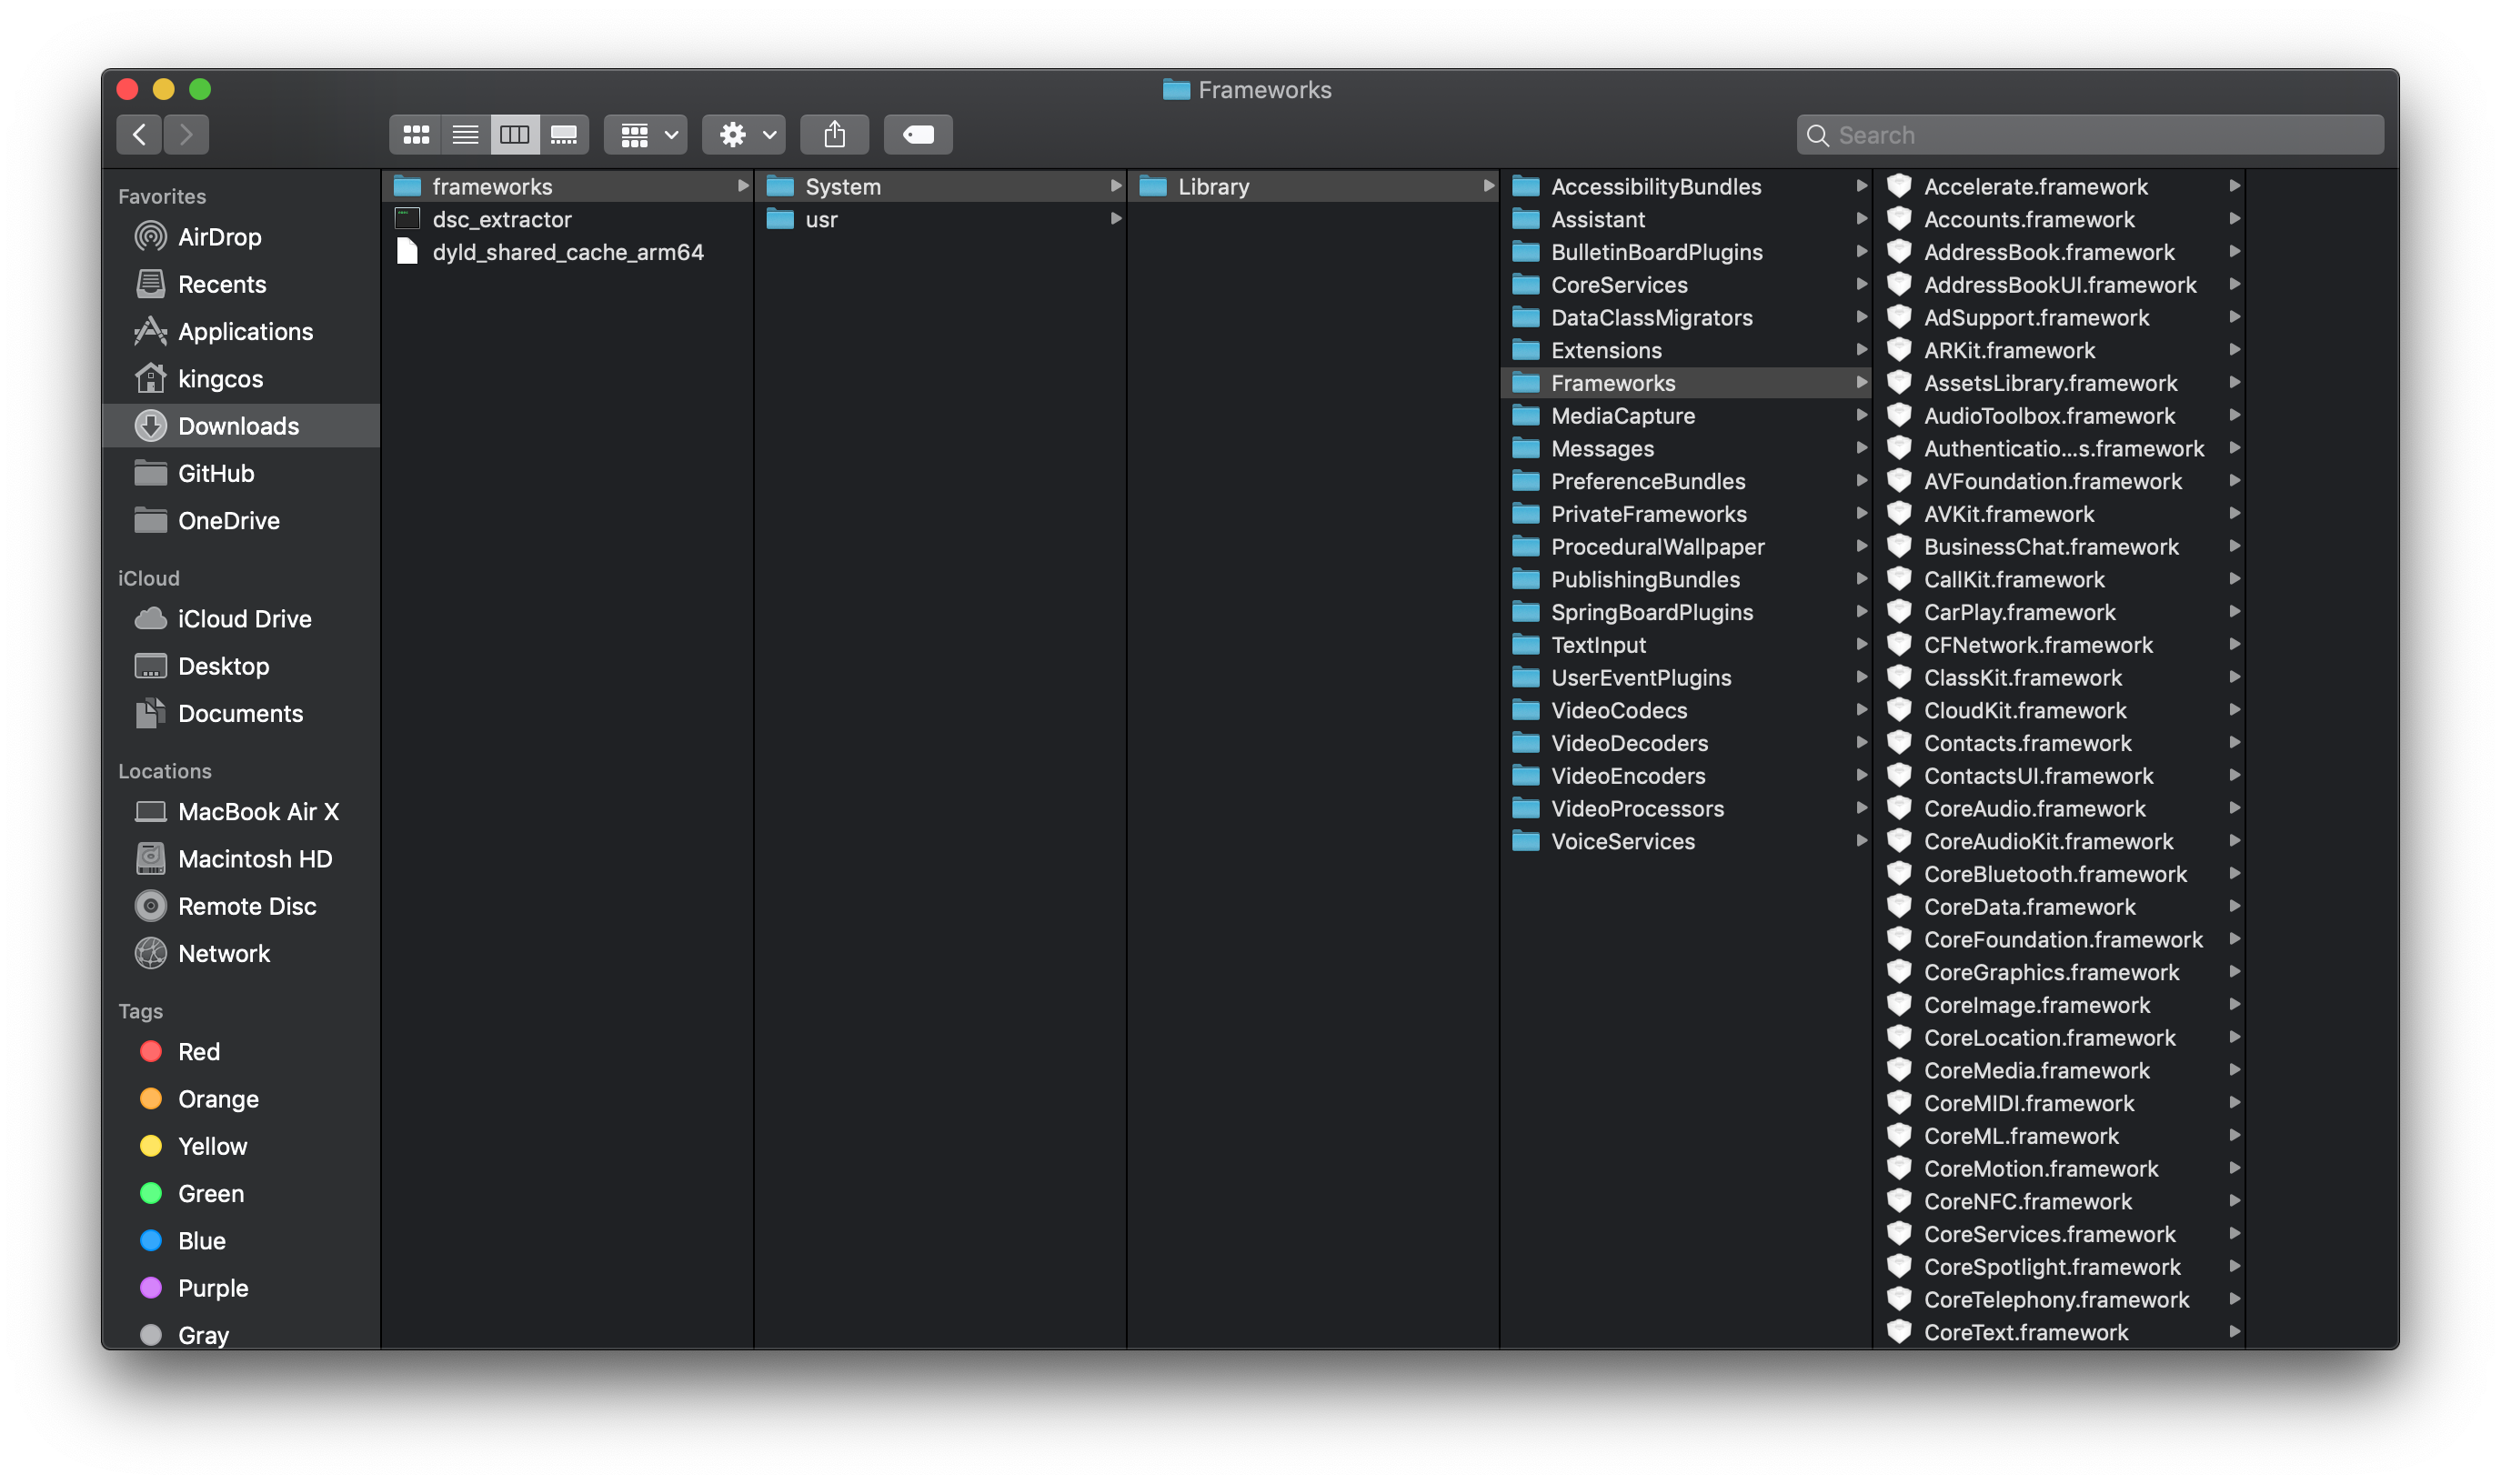 Frameworks
Search
Favorites
AirDrop
Recents
Applications
kingcos
Downloads
GitHub
OneDrive
iCloud
iCloud Drive
Desktop
Documents
Locations
MacBook Air X
Macintosh HD
Remote Disc
Network
Tags
Red
Orange
Yellow
Green
Blue
Purple
Gray
frameworks
dsc_extractor
dyld_shared_cache_arm64
System
usr
Library
AccessibilityBundles
Assistant
BulletinBoardPlugins
CoreServices
DataClassMigrators
Extensions
Frameworks
MediaCapture
Messages
PreferenceBundles
PrivateFrameworks
ProceduralWallpaper
PublishingBundles
SpringBoardPlugins
TextInput
UserEventPlugins
VideoCodecs
VideoDecoders
VideoEncoders
VideoProcessors
VoiceServices
Accelerate.framework
Accounts.framework
AddressBook.framework
AddressBookUI.framework
AdSupport.framework
ARKit.framework
AssetsLibrary.framework
AudioToolbox.framework
Authenticatio...s.framework
AVFoundation.framework
AVKit.framework
BusinessChat.framework
CallKit.framework
CarPlay.framework
CFNetwork.framework
ClassKit.framework
CloudKit.framework
Contacts.framework
ContactsUI.framework
CoreAudio.framework
CoreAudioKit.framework
CoreBluetooth.framework
CoreData.framework
CoreFoundation.framework
CoreGraphics.framework
CoreImage.framework
CoreLocation.framework
CoreMedia.framework
CoreMIDI.framework
CoreML.framework
CoreMotion.framework
CoreNFC.framework
CoreServices.framework
CoreSpotlight.framework
CoreTelephony.framework
CoreText.framework